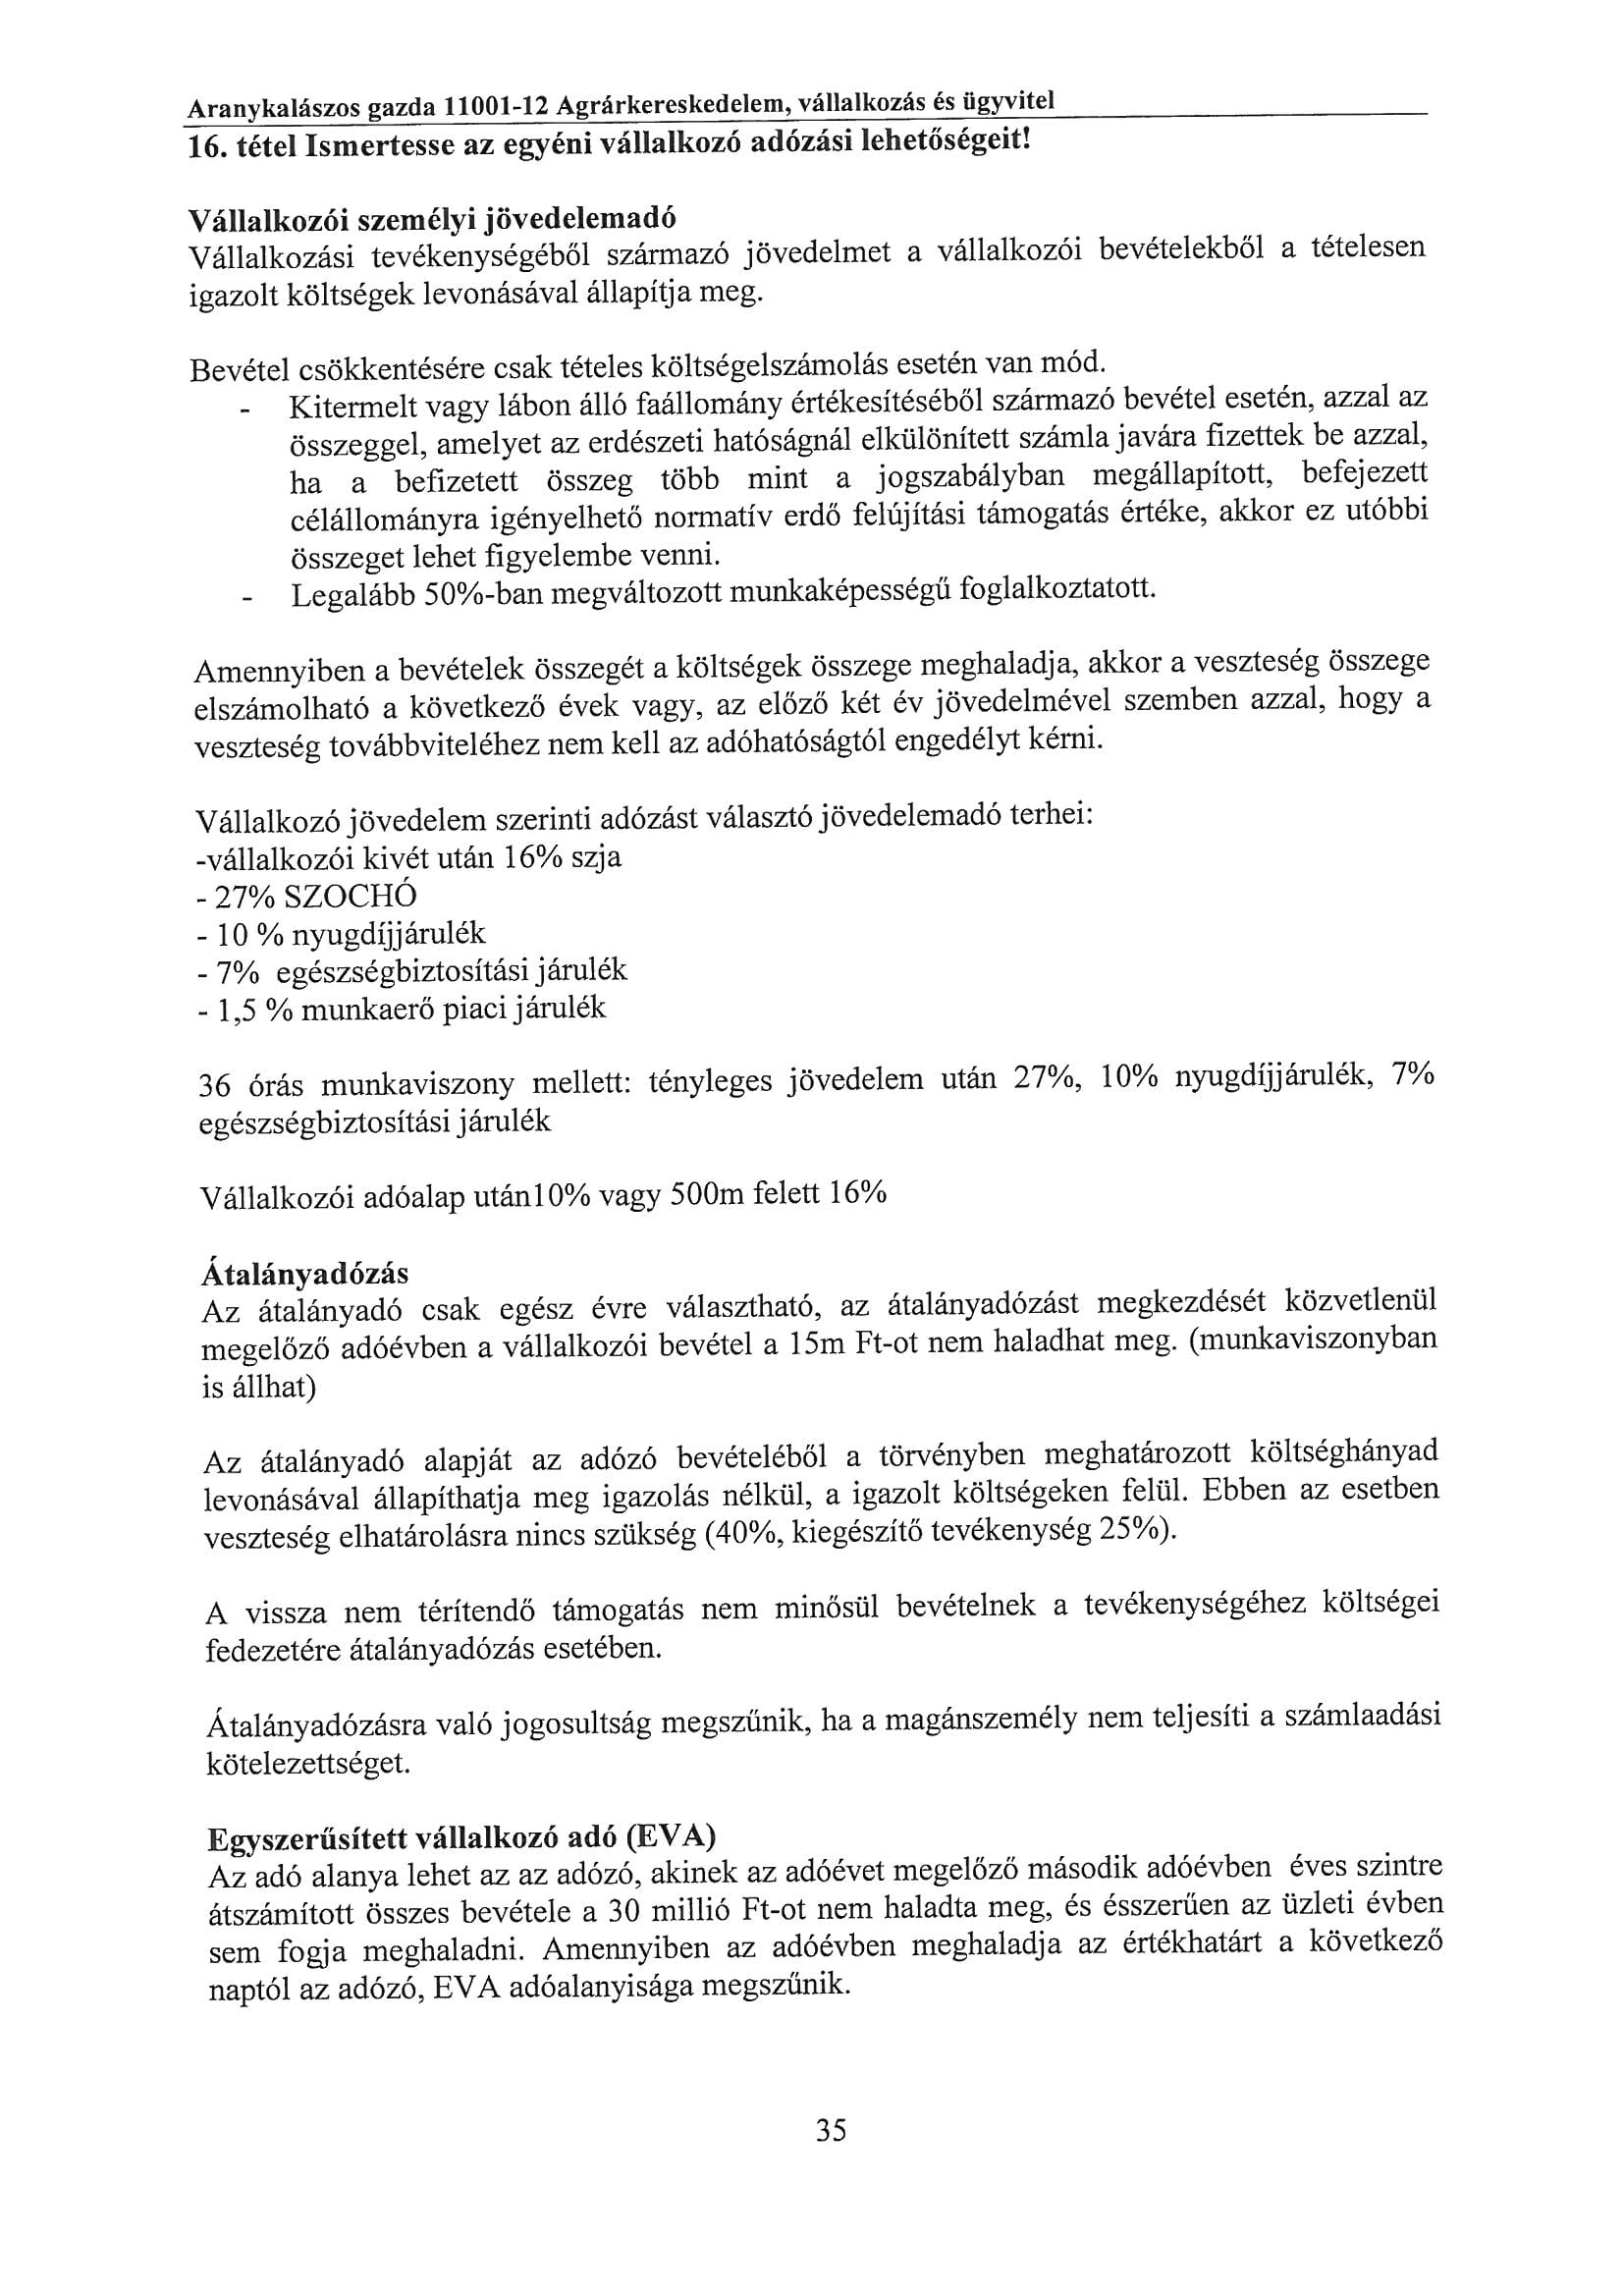 Aranykalászos gazda 11001-12 Agrárkereskedelem, vállalkozás és ügyvitel
16. tétel Ismertesse az egyéni vállalkozó adózási lehetőségeit!
Vállalkozói személyi jövedelemadó
Vállalkozási tevékenységéből származó jövedelmet a vállalkozói bevételekből a tételesen
igazolt költségek levonásával állapítja meg.
Bevétel csökkentésére csak tételes költségelszámolás esetén van mód.
- Kitermelt vagy lábon álló faállomány értékesítéséből származó bevétel esetén, azzal az
összeggel, amelyet az erdészeti hatóságnál elkülönített számla javára fizettek be azzal,
ha a befizetett összeg több mint a jogszabályban megállapított, befejezett
célállományra igényelhető normatív erdő felújítási támogatás értéke, akkor ez utóbbi
összeget lehet figyelembe venni.
- Legalább 50%-ban megváltozott munkaképességű foglalkoztatott.
Amennyiben a bevételek összegét a költségek összege meghaladja, akkor a veszteség összege
elszámolható a következő évek vagy, az előző két év jövedelmével szemben azzal, hogy a
veszteség továbbviteléhez nem kell az adóhatóságtól engedélyt kérni.
Vállalkozó jövedelem szerinti adózást választó jövedelemadó terhei:
-vállalkozói kivét után 16% szja
- 27% SZOCHÓ
- 10 % nyugdíjjárulék
- 7% egészségbiztosítási járulék
- 1,5 % munkaerő piaci járulék
36 órás munkaviszony mellett: tényleges jövedelem után 27%, 10% nyugdíjjárulék, 7%
egészségbiztosítási járulék
Vállalkozói adóalap után10% vagy 500m felett 16%
Átalányadózás
Az átalányadó csak egész évre választható, az átalányadózást megkezdését közvetlenül
megelőző adóévben a vállalkozói bevétel a 15m Ft-ot nem haladhat meg. (munkaviszonyban
is állhat)
Az átalányadó alapját az adózó bevételéből a törvényben meghatározott költséghányad
levonásával állapíthatja meg igazolás nélkül, a igazolt költségeken felül. Ebben az esetben
veszteség elhatárolásra nincs szükség (40%, kiegészítő tevékenység 25%).
A vissza nem térítendő támogatás nem minősül bevételnek a tevékenységéhez költségei
fedezetére átalányadózás esetében.
Átalányadózásra való jogosultság megszűnik, ha a magánszemély nem teljesíti a számlaadási
kötelezettséget.
Egyszerűsített vállalkozó adó (EVA)
Az adó alanya lehet az az adózó, akinek az adóévet megelőző második adóévben éves szintre
átszámított összes bevétele a 30 millió Ft-ot nem haladta meg, és ésszerűen az üzleti évben
sem fogja meghaladni. Amennyiben az adóévben meghaladja az értékhatárt a következő
naptól az adózó, EVA adóalanyisága megszűnik.
35